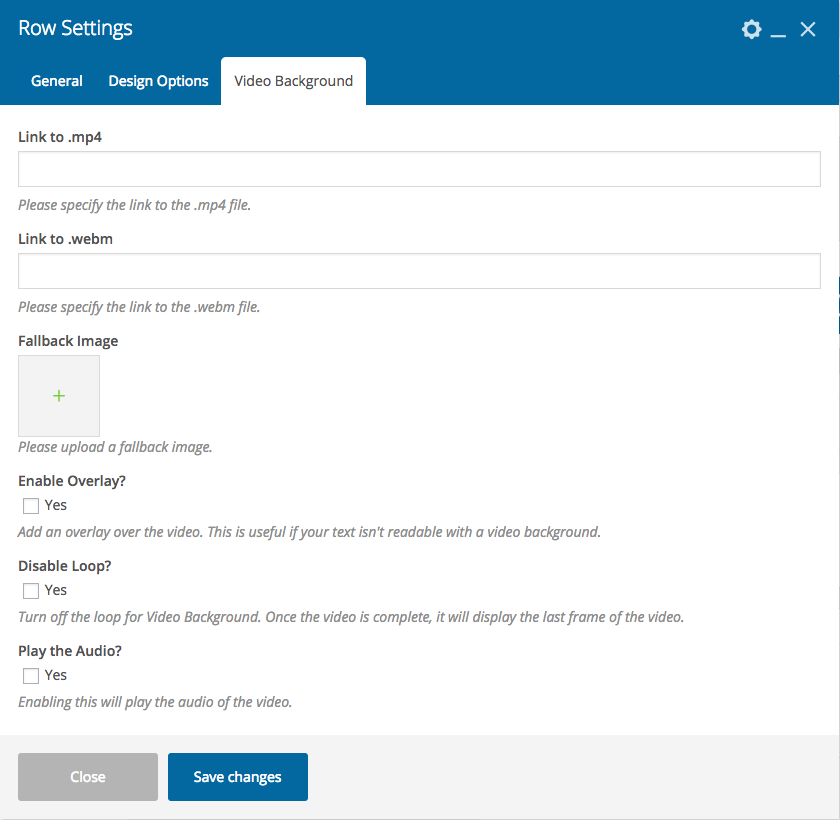 Row Settings
General Design Options Video Background
Link to .mp4
Please specify the link to the .mp4 file.
Link to .webm
Please specify the link to the .webm file.
Fallback Image
+
Please upload a fallback image.
Enable Overlay?
Yes
Add an overlay over the video. This is useful if your text isn't readable with a video background.
Disable Loop?
Yes
Turn off the loop for Video Background. Once the video is complete, it will display the last frame of the video.
Play the Audio?
Yes
Enabling this will play the audio of the video.
Close Save changes